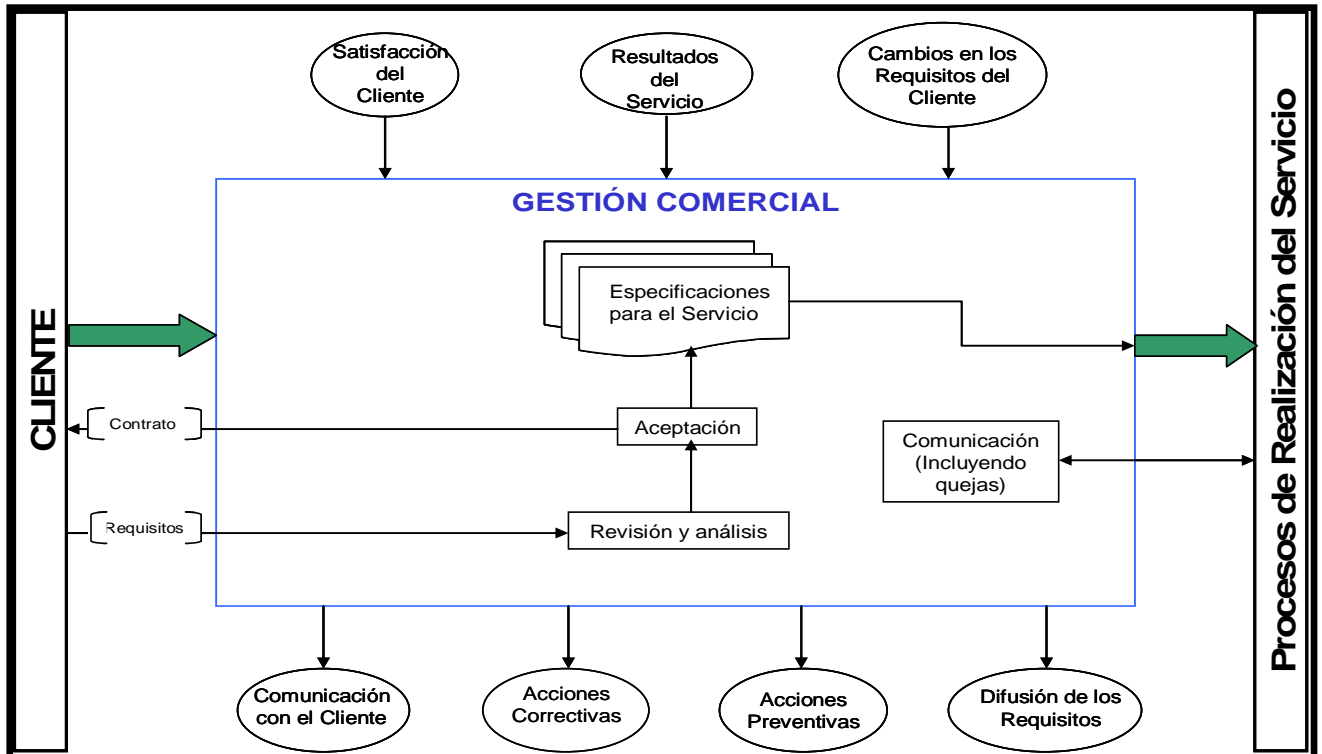 Satisfacción
del
Cliente
Resultados
del
Servicio
Cambios en los
Requisitos del
Cliente
GESTIÓN COMERCIAL
Especificaciones
para el Servicio
CLIENTE
Contrato
Aceptación
Comunicación
(Incluyendo
quejas)
Requisitos
Revisión y análisis
Procesos de Realización del Servicio
Comunicación
con el Cliente
Acciones
Correctivas
Acciones
Preventivas
Difusión de los
Requisitos